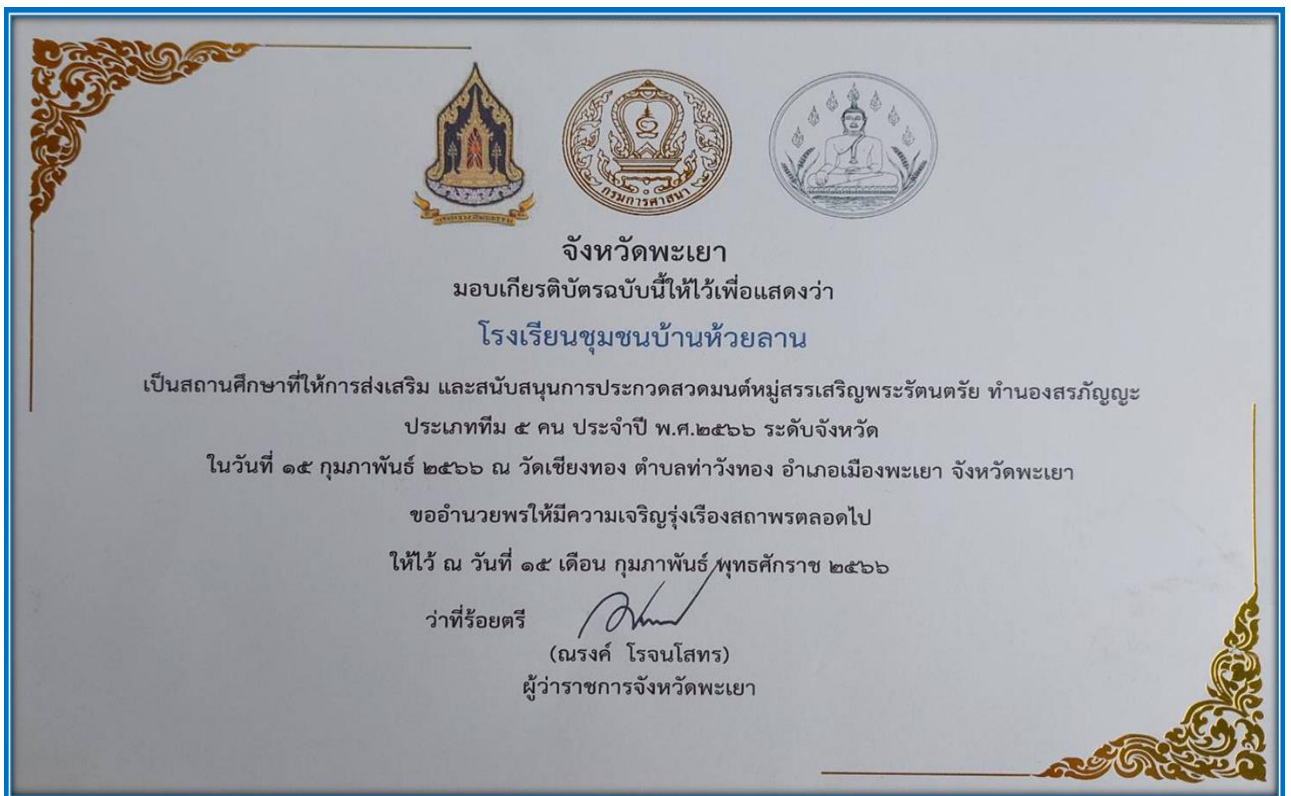 กรมการศาสนา
จังหวัดพะเยา
มอบเกียรติบัตรฉบับนี้ให้ไว้เพื่อแสดงว่า
โรงเรียนชุมชนบ้านห้วยลาน
เป็นสถานศึกษาที่ให้การส่งเสริม และสนับสนุนการประกวดสวดมนต์หมู่สรรเสริญพระรัตนตรัย ทำนองสรภัญญะ
ประเภททีม ๕ คน ประจำปี พ.ศ.๒๕๖๖ ระดับจังหวัด
ในวันที่ ๑๕ กุมภาพันธ์ ๒๕๖๖ ณ วัดเชียงทอง ตำบลท่าวังทอง อำเภอเมืองพะเยา จังหวัดพะเยา
ขออำนวยพรให้มีความเจริญรุ่งเรืองสถาพรตลอดไป
ให้ไว้ ณ วันที่ ๑๕ เดือน กุมภาพันธ์ พุทธศักราช ๒๕๖๖
ว่าที่ร้อยตรี
(ณรงค์ โรจนโสทร)
ผู้ว่าราชการจังหวัดพะเยา